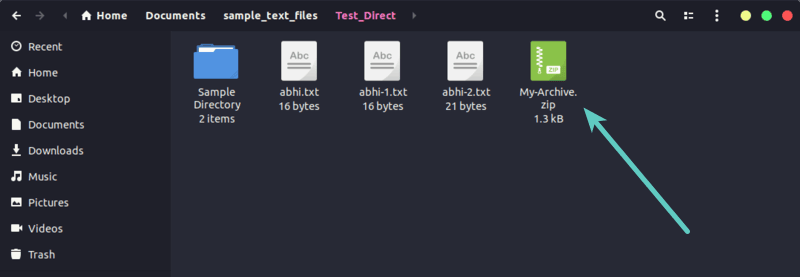 Home Documents sample_text_files Test_Direct
Recent
Home
Desktop
Documents
Downloads
Music
Pictures
Videos
Trash
Sample
Directory
2 items
Abc
abhi.txt
16 bytes
Abc
abhi-1.txt
16 bytes
Abc
abhi-2.txt
21 bytes
ZIP
My-Archive.
zip
1.3 kB